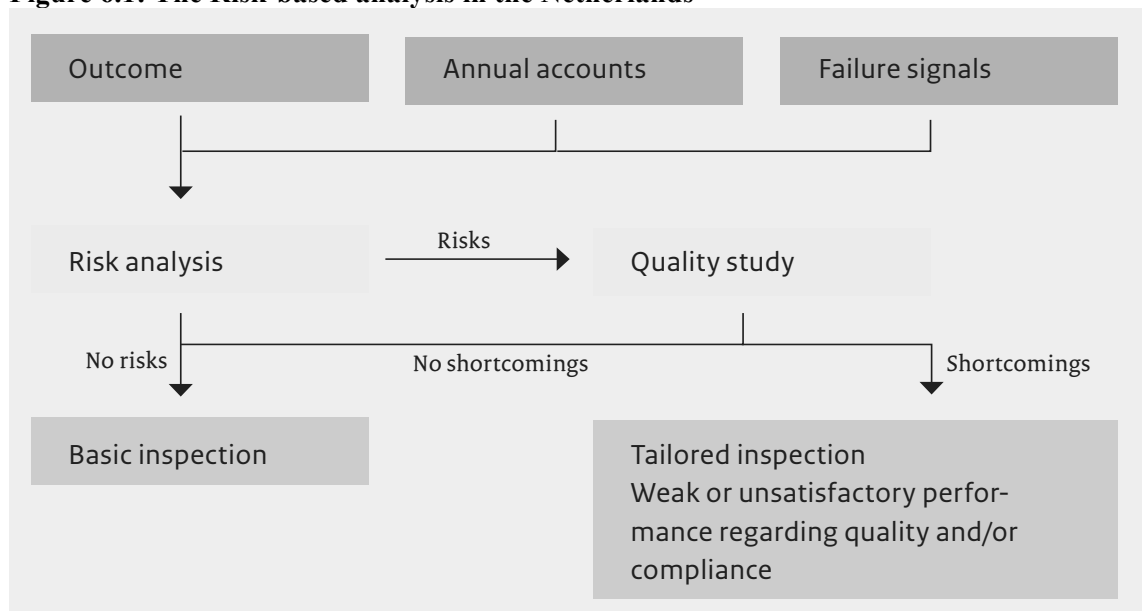 Figure 6.1: The Risk-based analysis in the Netherlands
Outcome
Annual accounts
Failure signals
Risk analysis
Risks
Quality study
No risks
No shortcomings
Shortcomings
Basic inspection
Tailored inspection
Weak or unsatisfactory perfor-
mance regarding quality and/or
compliance